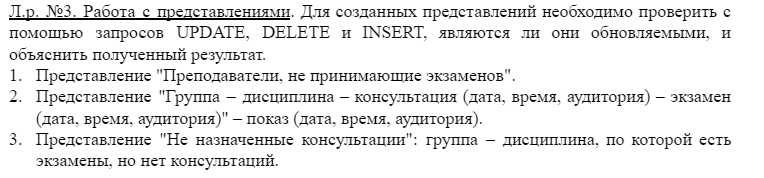 Л.р. №3. Работа с представлениями. Для созданных представлений необходимо проверить с
помощью запросов UPDATE, DELETE и INSERT, являются ли они обновляемыми, и
объяснить полученный результат.
1. Представление "Преподаватели, не принимающие экзаменов".
2. Представление "Группа – дисциплина – консультация (дата, время, аудитория) – экзамен
(дата, время, аудитория)" – показ (дата, время, аудитория).
3. Представление "Не назначенные консультации": группа – дисциплина, по которой есть
экзамены, но нет консультаций.